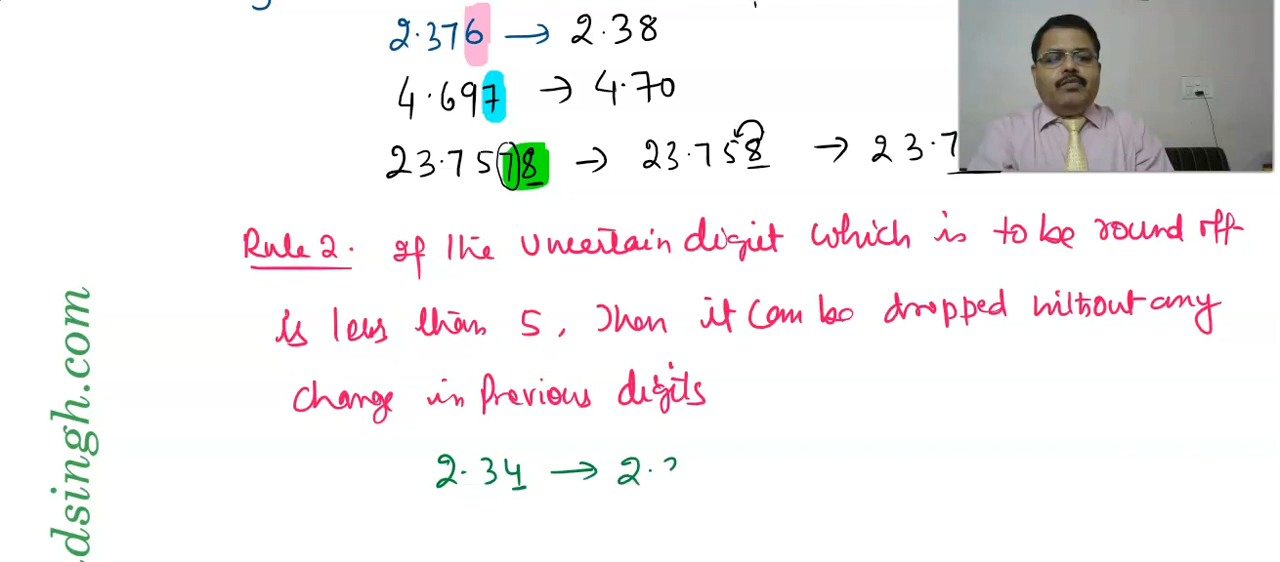 2.376 → 2.38
4.697 → 4.70
23.7578 → 23.758 → 23.7
Rule 2. If the uncertain digit which is to be round off
is less than 5, then it can be dropped without any
change in Previous digits
2.34 → 2.
dsingh.com